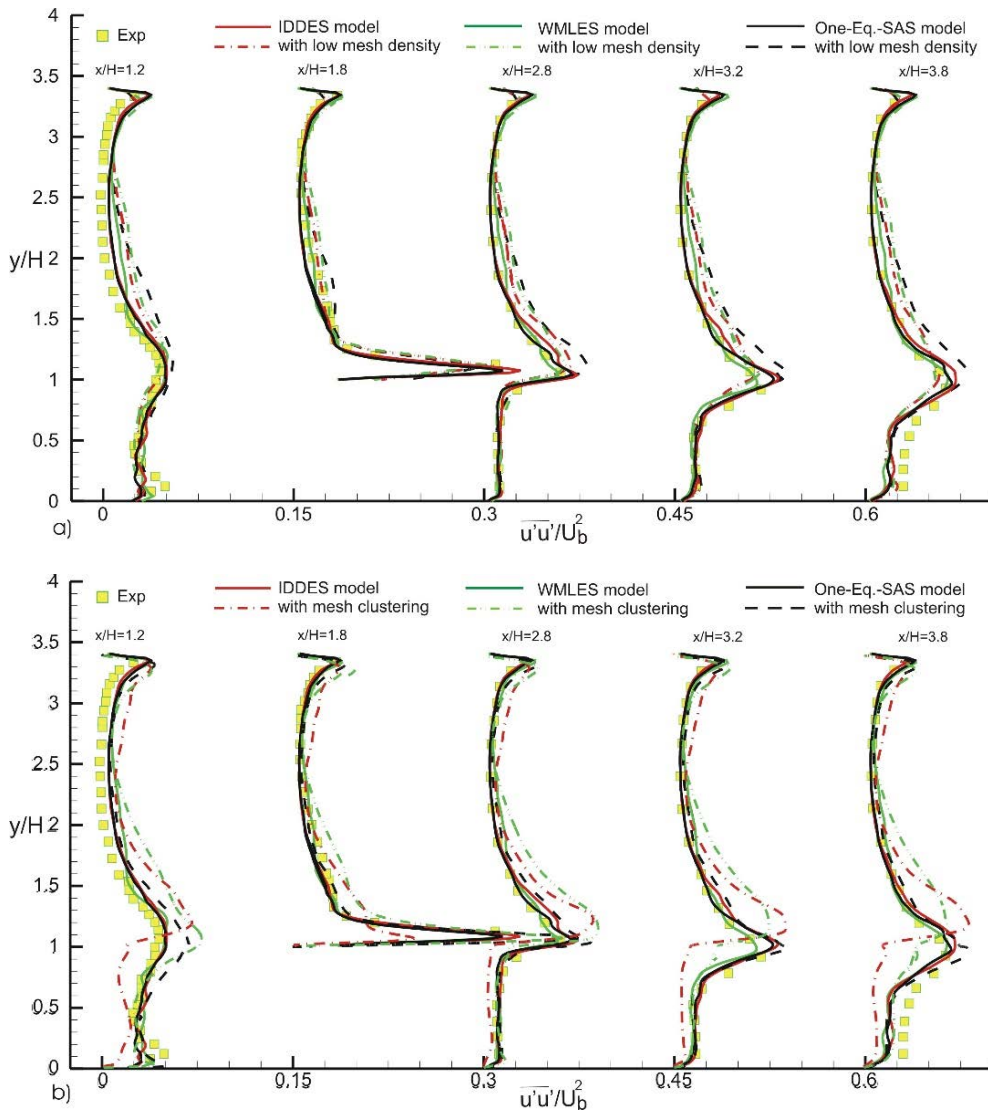 4
Exp
IDDES model
with low mesh density
WMLES model
with low mesh density
One-Eq.-SAS model
with low mesh density
3.5
x/H=1.2
x/H=1.8
x/H=2.8
x/H=3.2
x/H=3.8
3
2.5
y/H 2
1.5
1
0.5
0
0
0.15
0.3
0.45
0.6
a)
u'u'/U_b^2
4
Exp
IDDES model
with mesh clustering
WMLES model
with mesh clustering
One-Eq.-SAS model
with mesh clustering
3.5
x/H=1.2
x/H=1.8
x/H=2.8
x/H=3.2
x/H=3.8
3
2.5
y/H 2
1.5
1
0.5
0
0
0.15
0.3
0.45
0.6
b)
u'u'/U_b^2